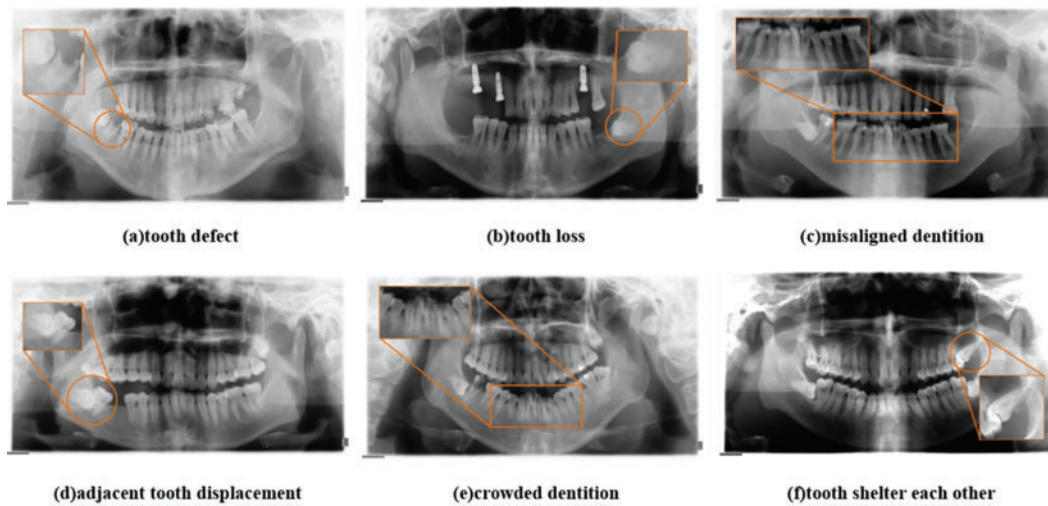 (a)tooth defect
(b)tooth loss
(c)misaligned dentition
(d)adjacent tooth displacement
(e)crowded dentition
(f)tooth shelter each other